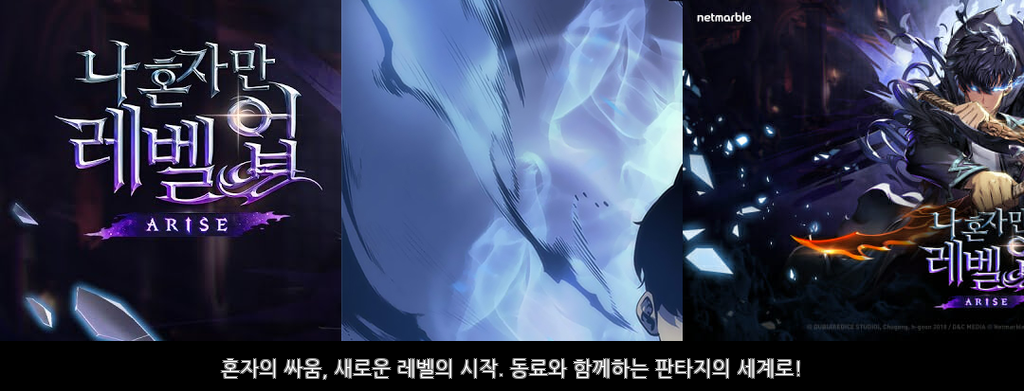 나 혼자만
레벨업
ARISE
netmarble
나 혼자만
레벨업
ARISE
혼자의 싸움, 새로운 레벨의 시작. 동료와 함께하는 판타지의 세계로!